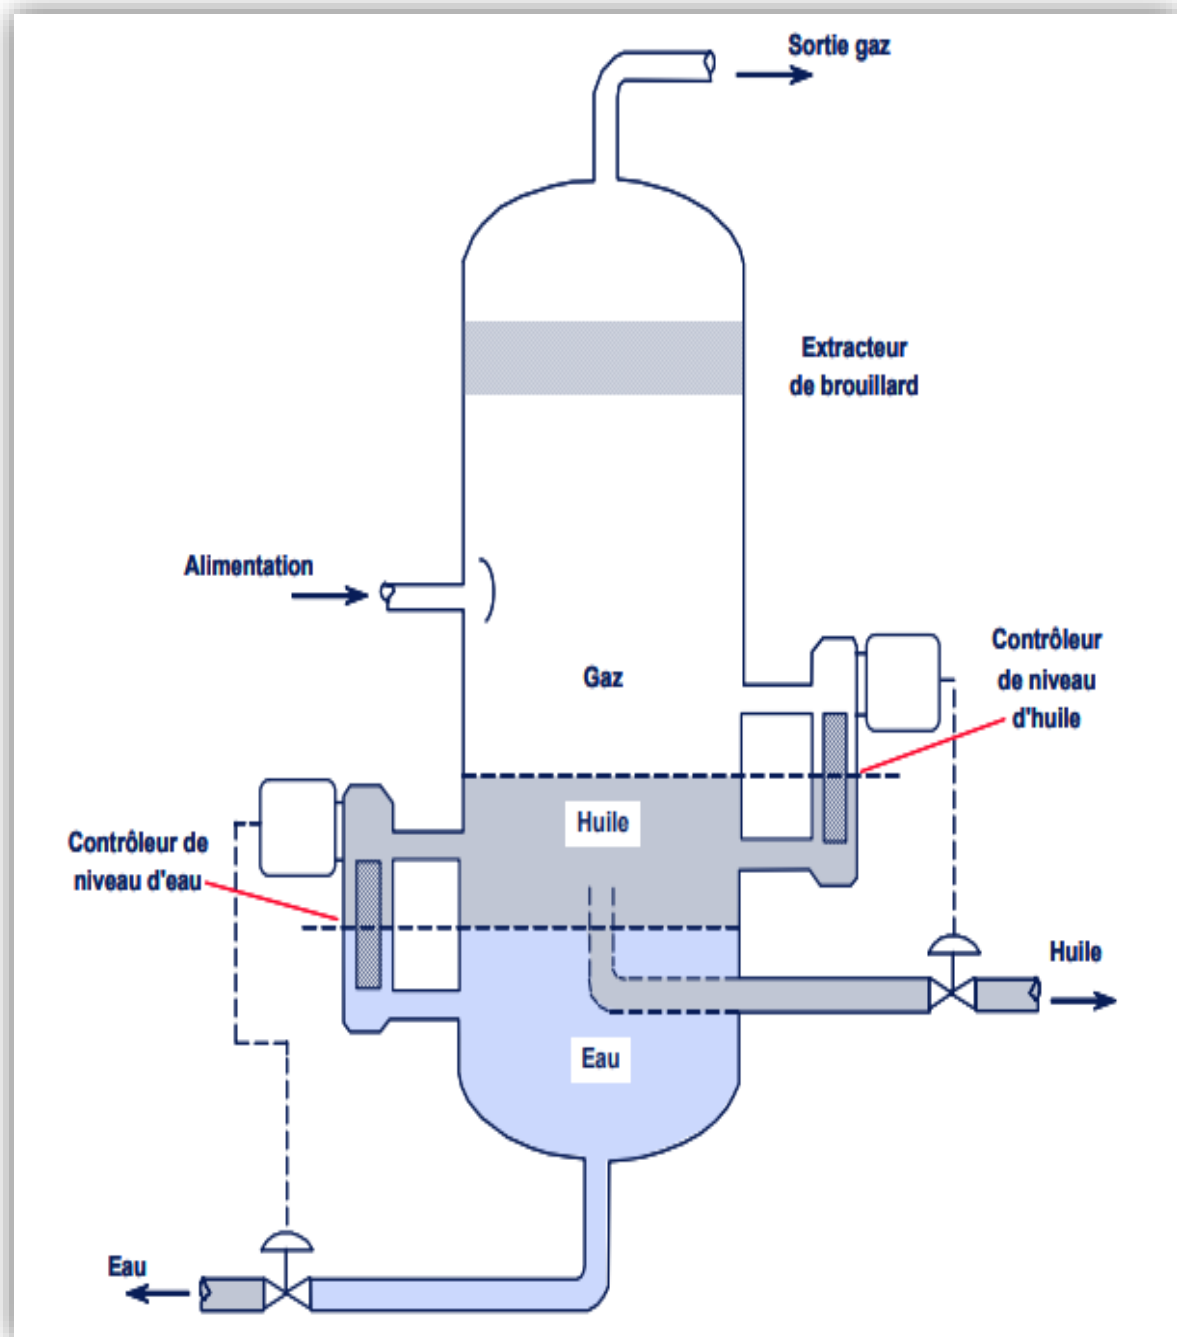 Sortie gaz
Extracteur
de brouillard
Alimentation
Gaz
Contrôleur
de niveau
d'huile
Huile
Contrôleur de
niveau d'eau
Huile
Eau
Eau